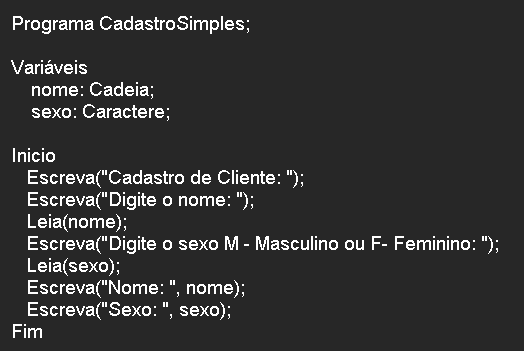 Programa CadastroSimples;
Variáveis
nome: Cadeia;
sexo: Caractere;
Inicio
Escreva("Cadastro de Cliente: ");
Escreva("Digite o nome: ");
Leia(nome);
Escreva("Digite o sexo M - Masculino ou F- Feminino: ");
Leia(sexo);
Escreva("Nome: ", nome);
Escreva("Sexo: ", sexo);
Fim